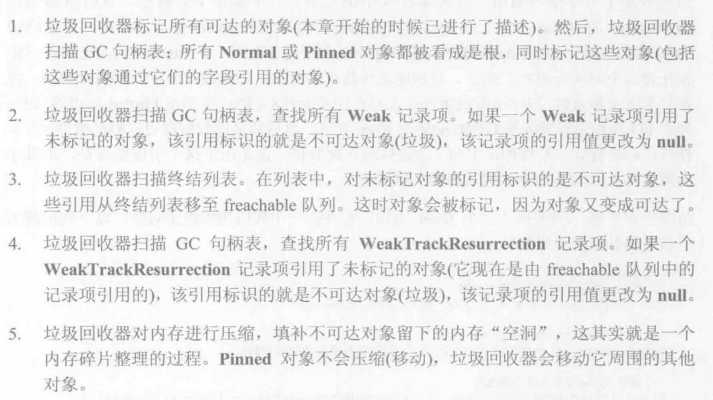 1. 垃圾回收器标记所有可达的对象(本章开始的时候已进行了描述)。然后，垃圾回收器
扫描 GC 句柄表；所有 Normal 或 Pinned 对象都被看成是根，同时标记这些对象(包括
这些对象通过它们的字段引用的对象)。
2. 垃圾回收器扫描 GC 句柄表，查找所有 Weak 记录项。如果一个 Weak 记录项引用了
未标记的对象，该引用标识的就是不可达对象(垃圾)，该记录项的引用值更改为 null。
3. 垃圾回收器扫描终结列表。在列表中，对未标记对象的引用标识的是不可达对象，这
些引用从终结列表移至 freachable 队列。这时对象会被标记，因为对象又变成可达了。
4. 垃圾回收器扫描 GC 句柄表，查找所有 WeakTrackResurrection 记录项。如果一个
WeakTrackResurrection 记录项引用了未标记的对象(它现在是由 freachable 队列中的
记录项引用的)，该引用标识的就是不可达对象(垃圾)，该记录项的引用值更改为 null。
5. 垃圾回收器对内存进行压缩，填补不可达对象留下的内存“空洞”，这其实就是一个
内存碎片整理的过程。Pinned 对象不会压缩(移动)，垃圾回收器会移动它周围的其他
对象。